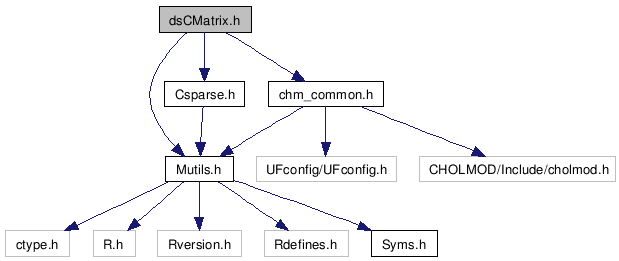 dsCMatrix.h
Csparse.h
chm_common.h
Mutils.h
UFconfig/UFconfig.h
CHOLMOD/Include/cholmod.h
ctype.h
R.h
Rversion.h
Rdefines.h
Syms.h